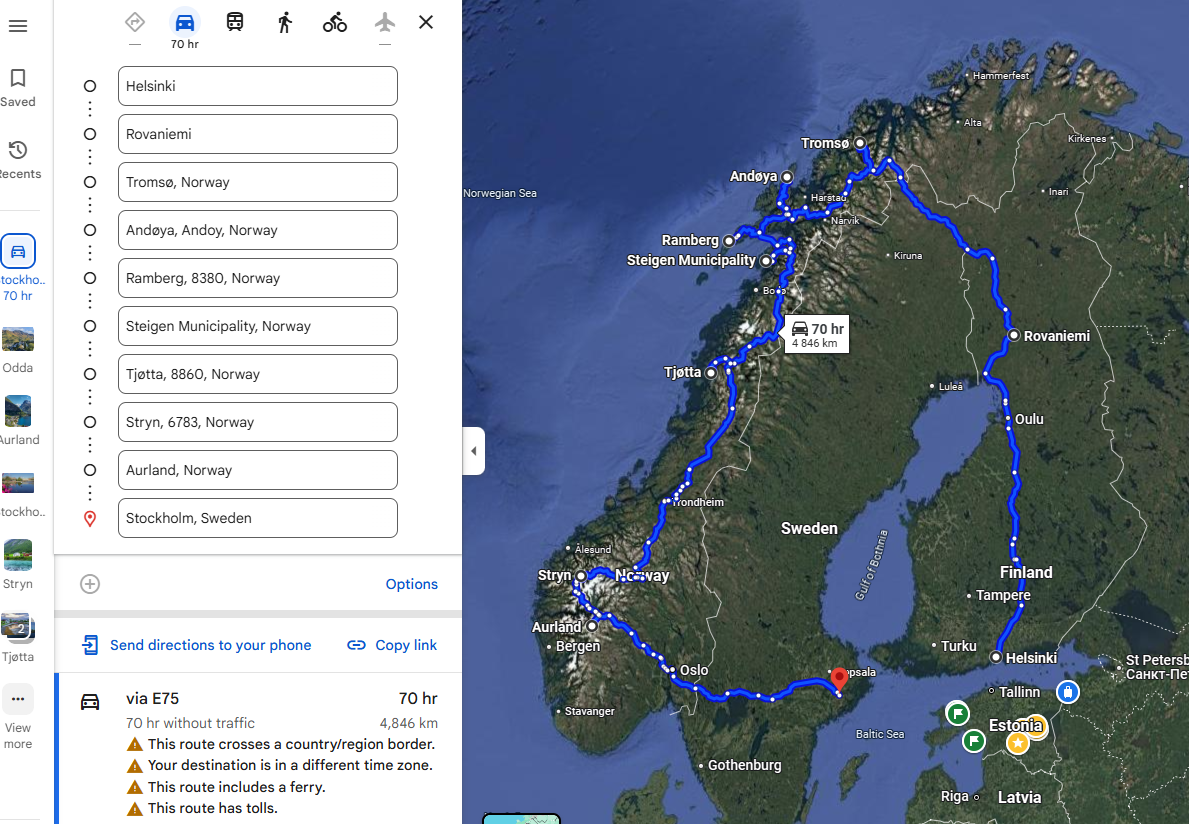 70 hr
Saved
Recents
70 hr
Odda
Aurland
Stryn
2
Tjøtta
View
more
Helsinki
Rovaniemi
Tromsø, Norway
Andøya, Andoy, Norway
Ramberg, 8380, Norway
Steigen Municipality, Norway
Tjøtta, 8860, Norway
Stryn, 6783, Norway
Aurland, Norway
Stockholm, Sweden
Options
Send directions to your phone
Copy link
via E75
70 hr
70 hr without traffic
4,846 km
This route crosses a country/region border.
Your destination is in a different time zone.
This route includes a ferry.
This route has tolls.
Hammerfest
Alta
Kirkenes
Tromsø
Andøya
Inari
Norwegian Sea
Harstad
Narvik
Ramberg
Kiruna
Steigen Municipality
70 hr
4 846 km
Rovaniemi
Tjøtta
Luleå
Oulu
Trondheim
Sweden
Gulf of Bothnia
Ålesund
Stryn
Norway
Finland
Tampere
Aurland
Bergen
Turku
Helsinki
Oslo
St Petersb
Санкт-Пе
Tallinn
Stavanger
Estonia
Baltic Sea
Gothenburg
Riga
Latvia